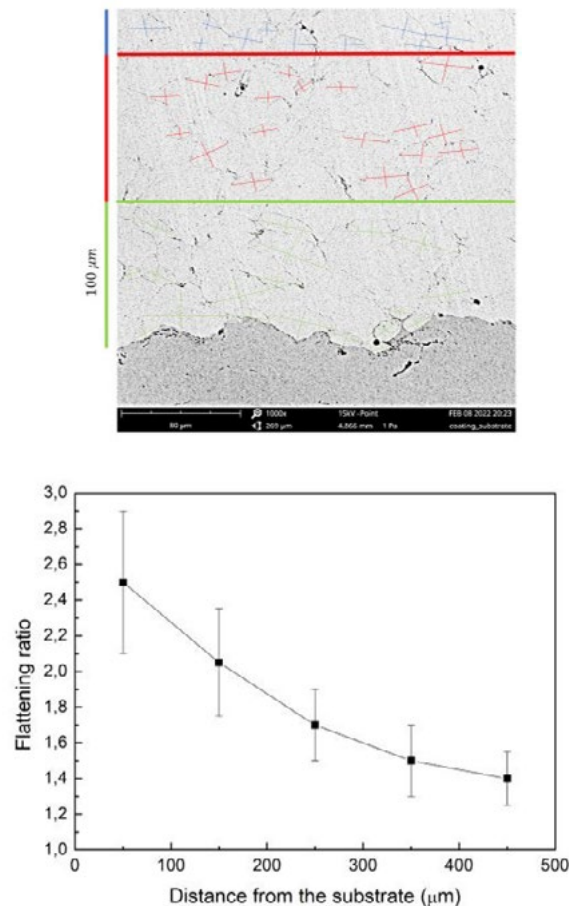 100 μm
1000x 15kV -Point FEB 08 2022 20:23
80 μm 269 μm 4.866 mm 1 Pa coating_substrate
3,0
2,8
2,6
2,4
2,2
2,0
1,8
1,6
1,4
1,2
1,0
Flattening ratio
0 100 200 300 400 500
Distance from the substrate (μm)